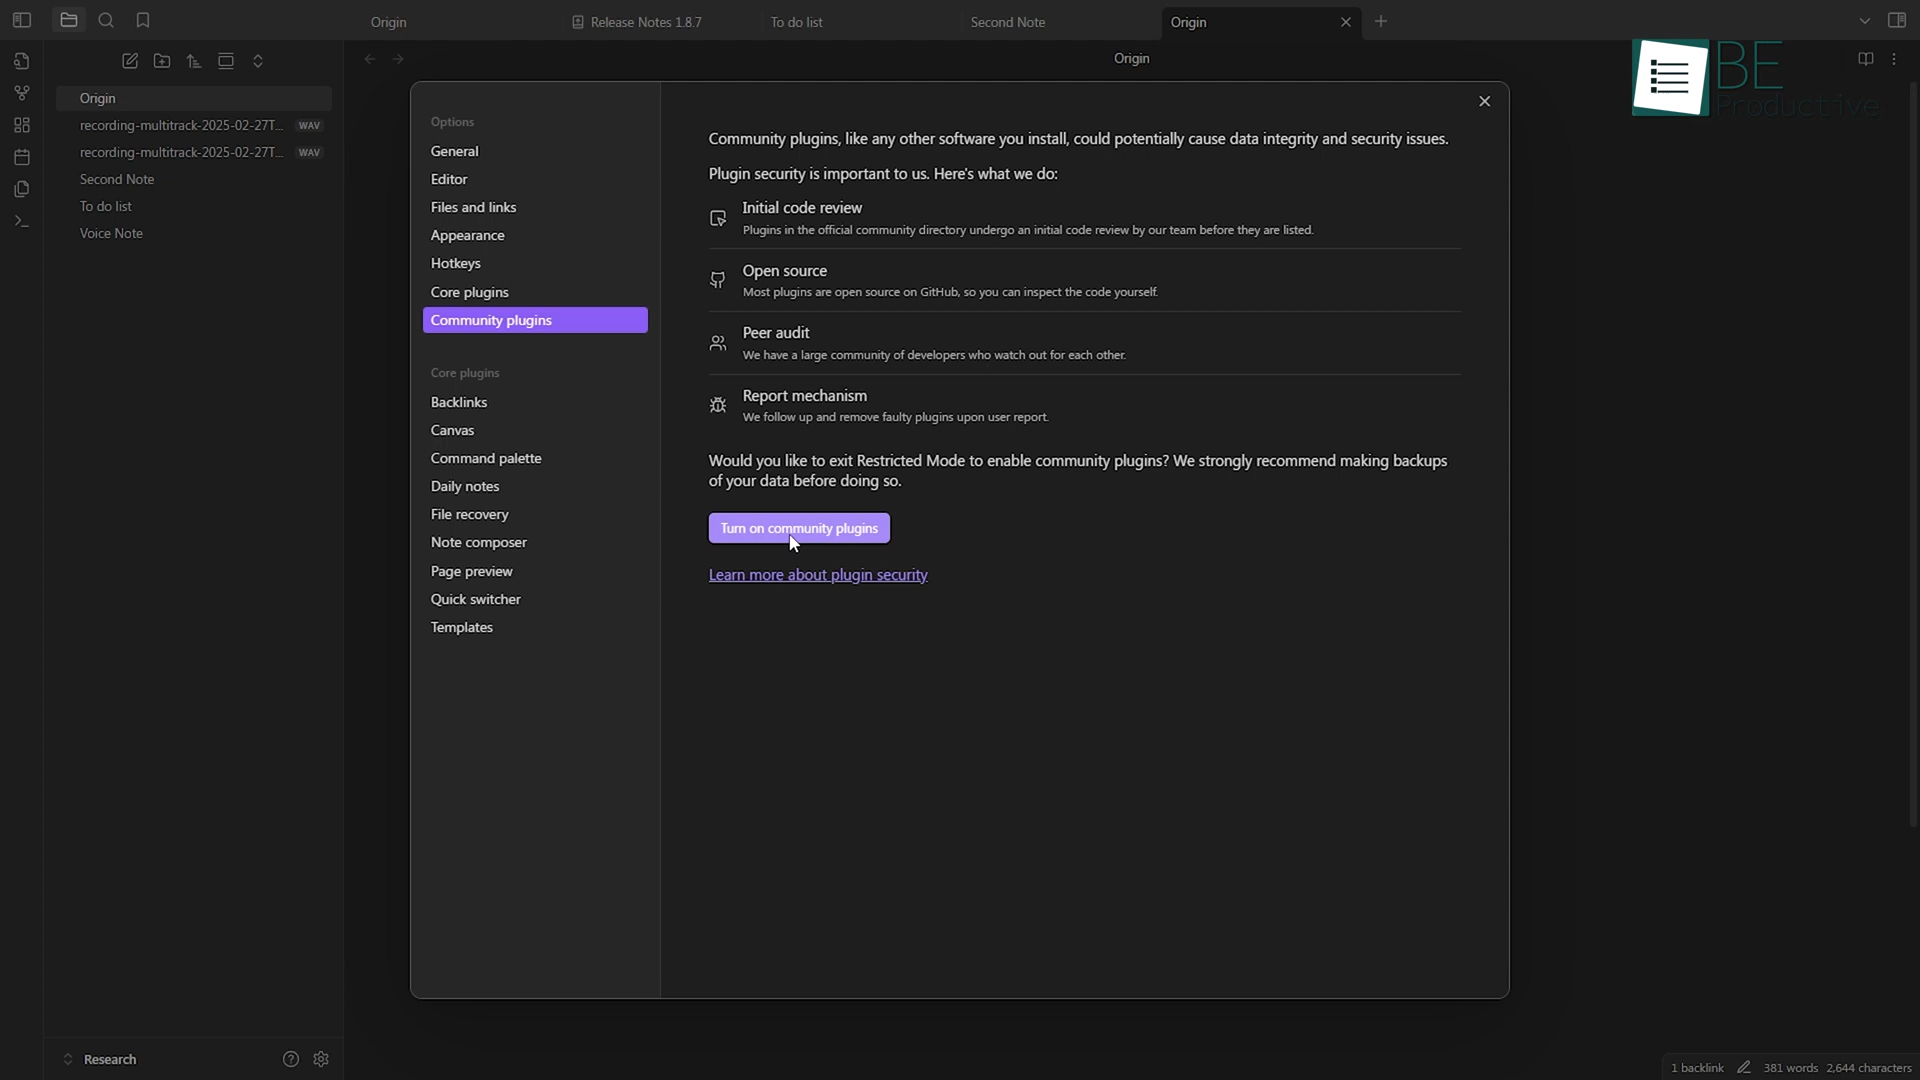 Origin
Release Notes 1.8.7
To do list
Second Note
Origin
Origin
BE
Productive
Origin
recording-multitrack-2025-02-27T... WAV
recording-multitrack-2025-02-27T... WAV
Second Note
To do list
Voice Note
Research
Options
General
Editor
Files and links
Appearance
Hotkeys
Core plugins
Community plugins
Core plugins
Backlinks
Canvas
Command palette
Daily notes
File recovery
Note composer
Page preview
Quick switcher
Templates
Community plugins, like any other software you install, could potentially cause data integrity and security issues.
Plugin security is important to us. Here's what we do:
Initial code review
Plugins in the official community directory undergo an initial code review by our team before they are listed.
Open source
Most plugins are open source on GitHub, so you can inspect the code yourself.
Peer audit
We have a large community of developers who watch out for each other.
Report mechanism
We follow up and remove faulty plugins upon user report.
Would you like to exit Restricted Mode to enable community plugins? We strongly recommend making backups
of your data before doing so.
Turn on community plugins
Learn more about plugin security
1 backlink 381 words 2,644 characters